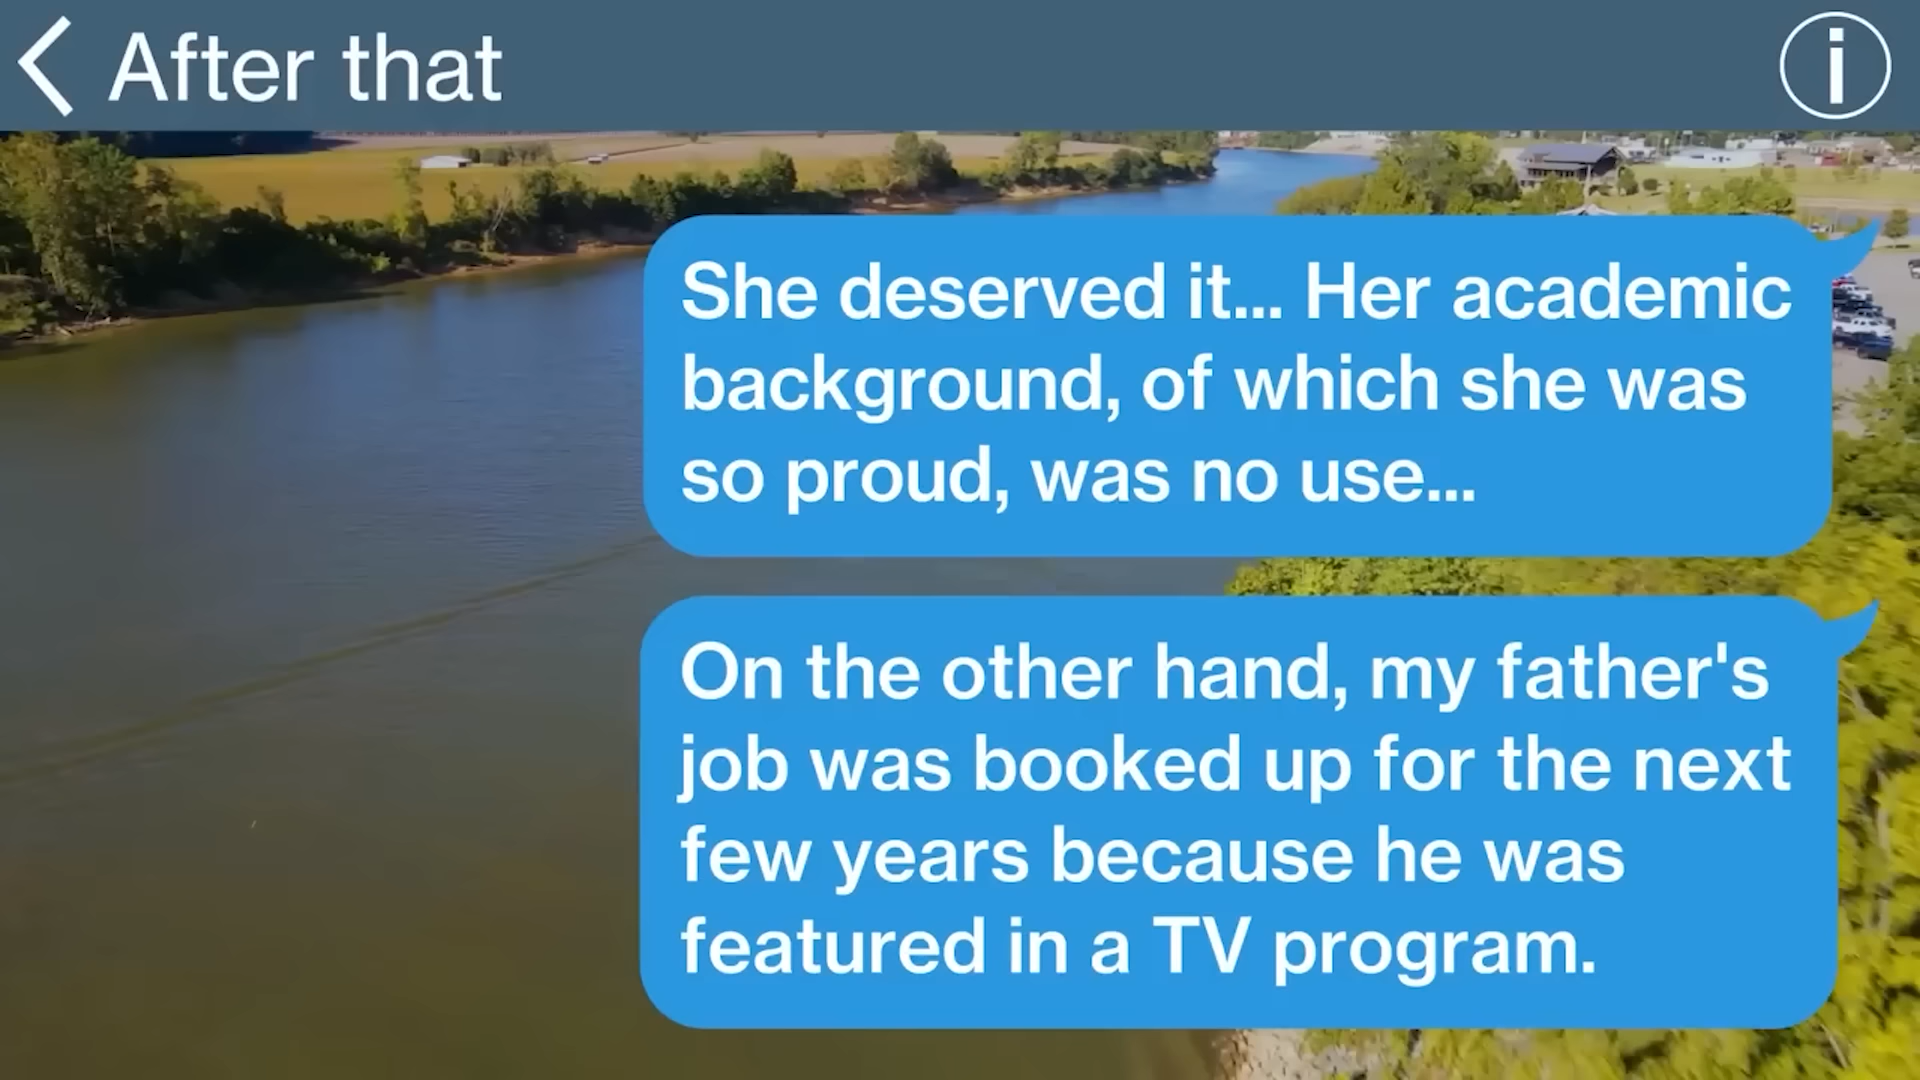 After that
She deserved it... Her academic
background, of which she was
so proud, was no use...
On the other hand, my father's
job was booked up for the next
few years because he was
featured in a TV program.